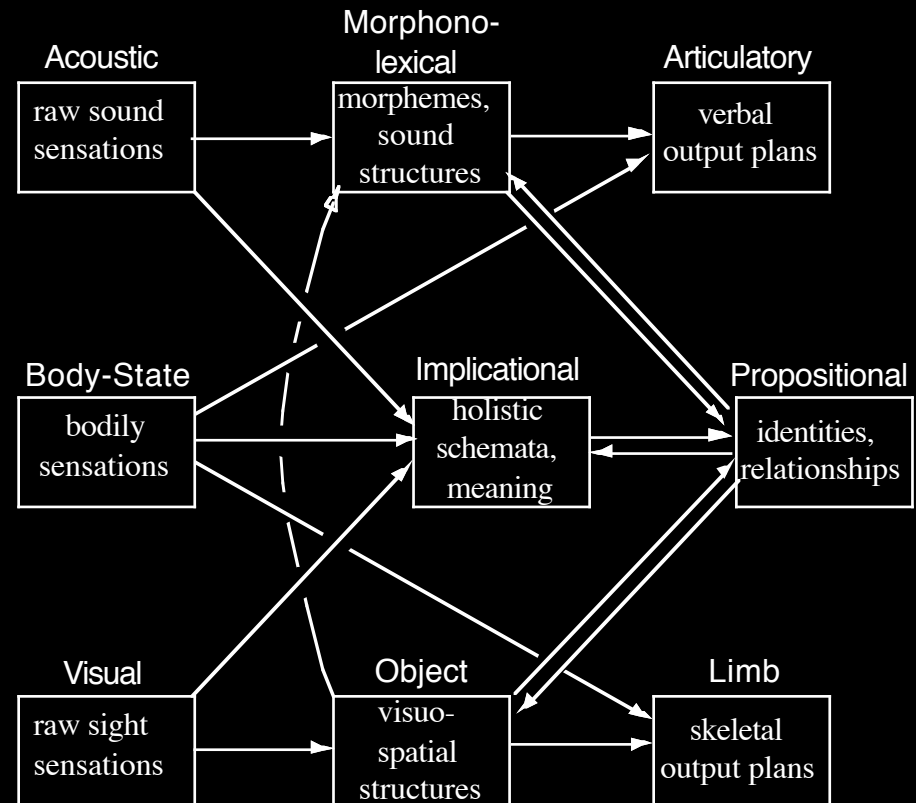 Acoustic
raw sound
sensations
Morphono-
lexical
morphemes,
sound
structures
Articulatory
verbal
output plans
Body-State
bodily
sensations
Implicational
holistic
schemata,
meaning
Propositional
identities,
relationships
Visual
raw sight
sensations
Object
visuo-
spatial
structures
Limb
skeletal
output plans